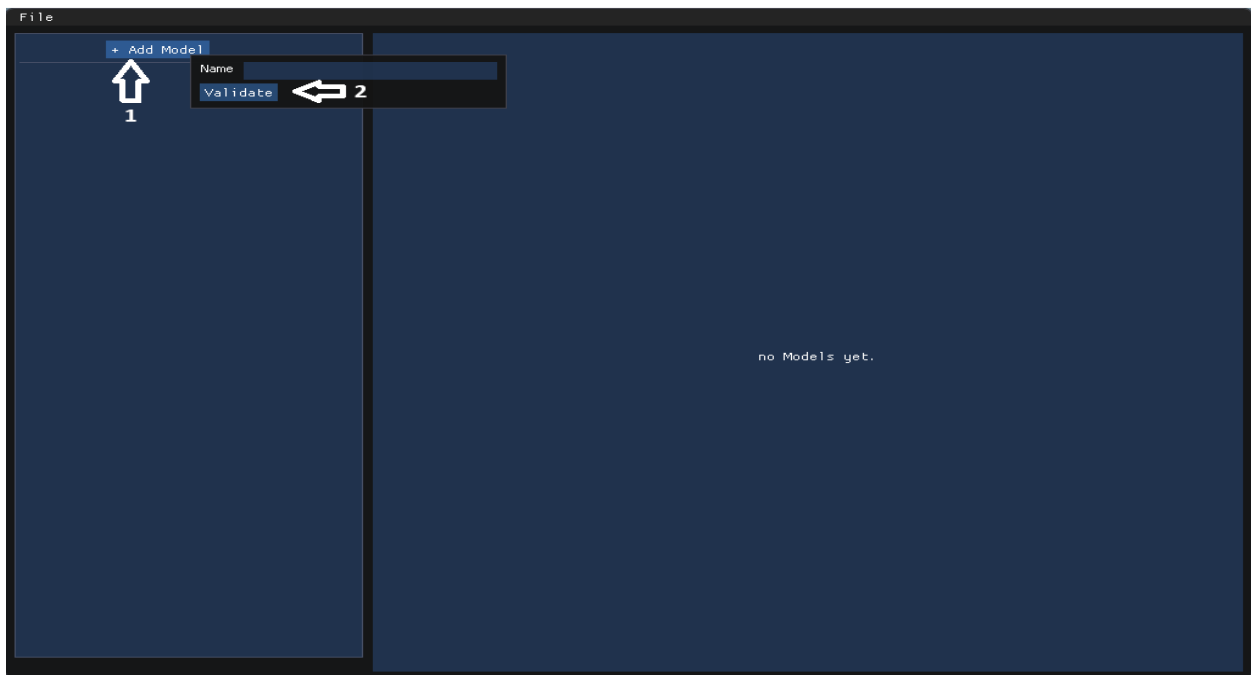 File
+ Add Model
Name
Validate
2
1
no Models yet.